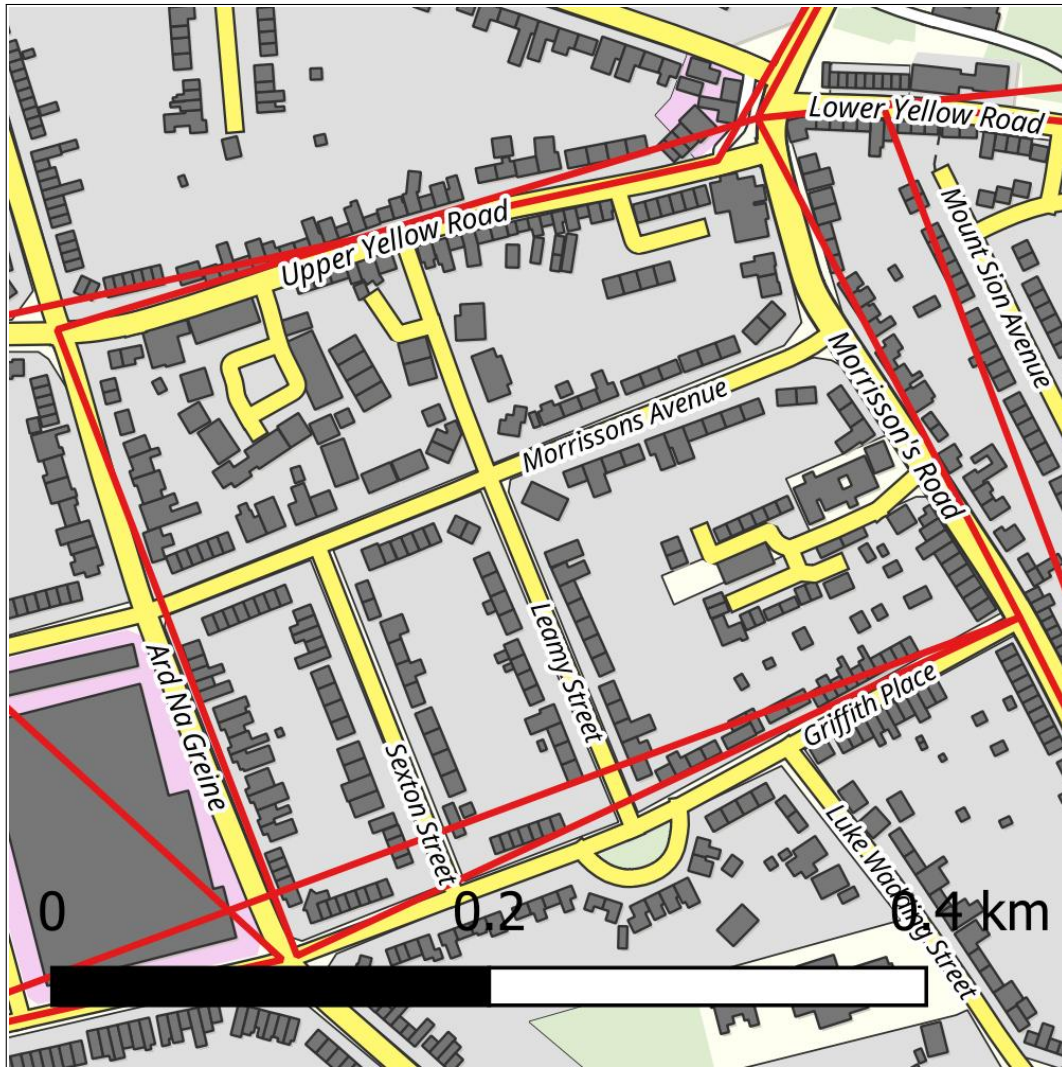 Lower Yellow Road
Upper Yellow Road
Mount Sion Avenue
Morrisson's Road
Morrissons Avenue
Leamy Street
Ard Na Greine
Sexton Street
Griffith Place
Luke Wadding Street
0 0.2 0.4 km